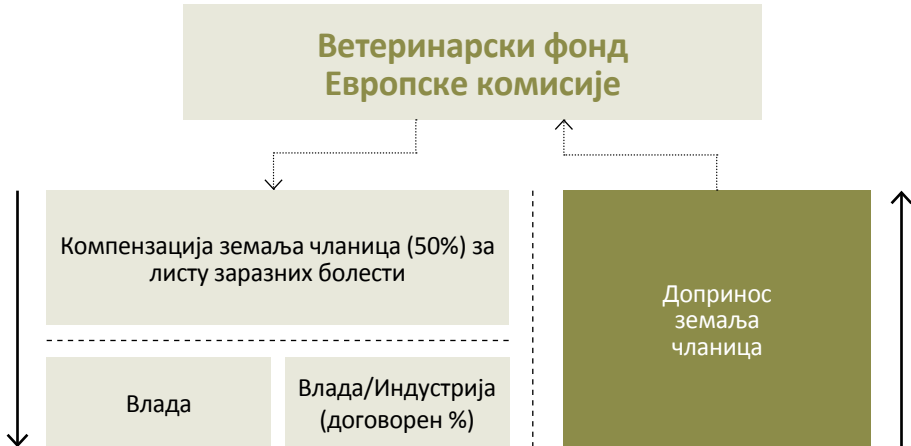 Ветеринарски фонд
Европске комисије
Компензација земаља чланица (50%) за
листу заразних болести
Допринос
земаља
чланица
Влада
Влада/Индустрија
(договорен %)